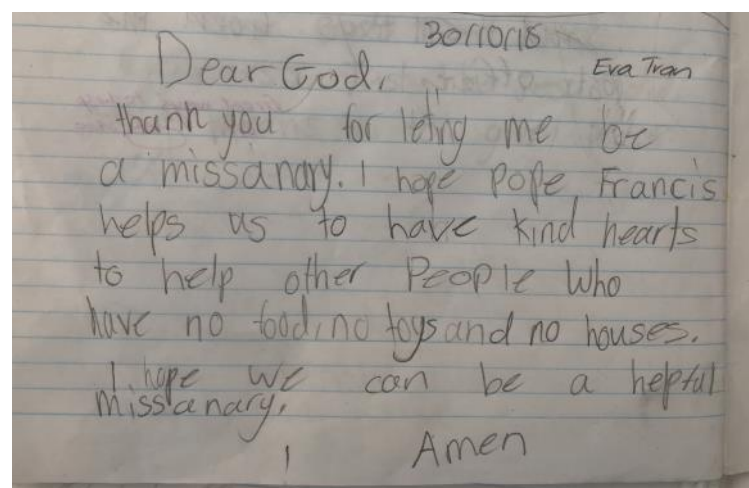 30/10/18
Eva Tran
Dear God,
thank you for leting me be
a missanary. I hope Pope Francis
helps us to have kind hearts
to help other People who
have no food, no toys and no houses.
I hope we can be a helpful
missanary.
Amen